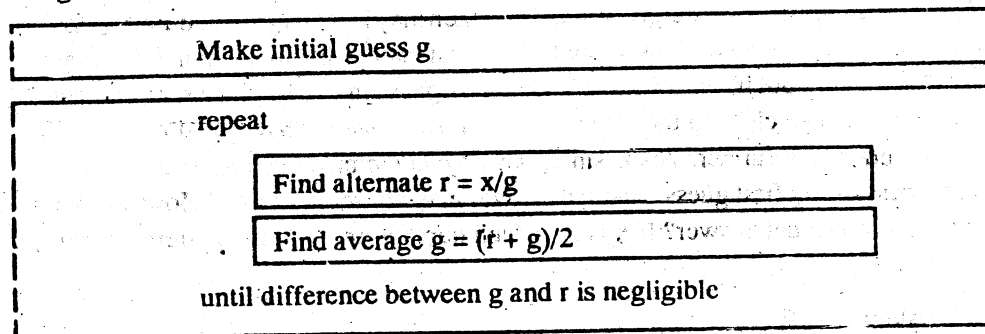 Make initial guess g
repeat
Find alternate r = x/g
Find average g = (r + g)/2
until difference between g and r is negligible